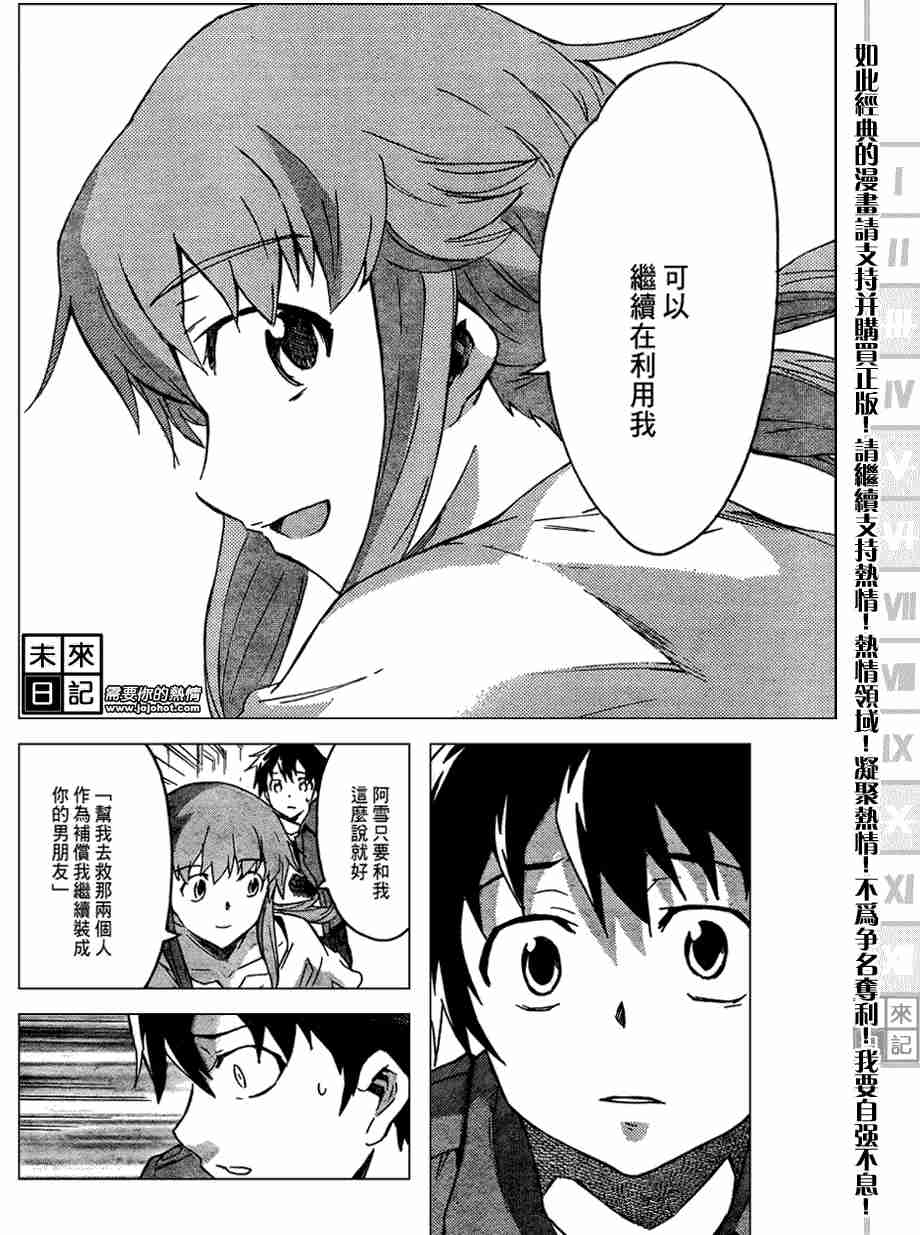 可以
繼續在利用我
未來
日記
需要你的熱情
www.jojohot.com
阿雪只要和我
這麼說就好
「幫我去救那兩個人
作為補償我繼續裝成
你的男朋友」
如此經典的漫畫請支持并購買正版！請繼續支持熱情！熱情領域！凝聚熱情！不爲争名奪利！我要自强不息！
I
II
III
IV
V
VI
VII
VIII
IX
X
XI
來
記